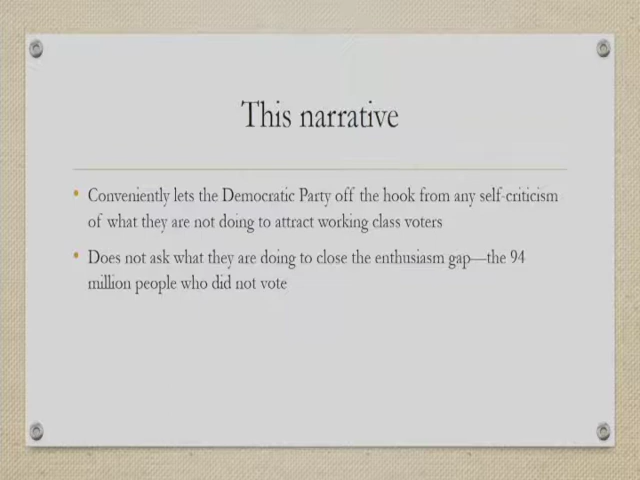 This narrative
• Conveniently lets the Democratic Party off the hook from any self-criticism
of what they are not doing to attract working class voters
• Does not ask what they are doing to close the enthusiasm gap—the 94
million people who did not vote